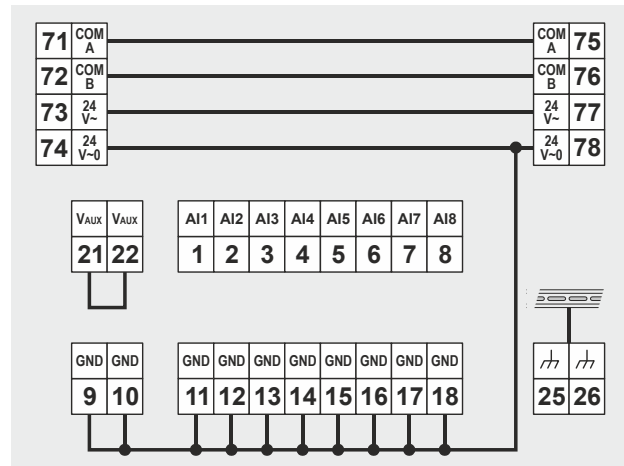 71 COM A COM A 75
72 COM B COM B 76
73 24 V~ 24 V~ 77
74 24 V~0 24 V~0 78
VAUX VAUX AI1 AI2 AI3 AI4 AI5 AI6 AI7 AI8
21 22 1 2 3 4 5 6 7 8
GND GND GND GND GND GND GND GND GND GND
9 10 11 12 13 14 15 16 17 18 25 26